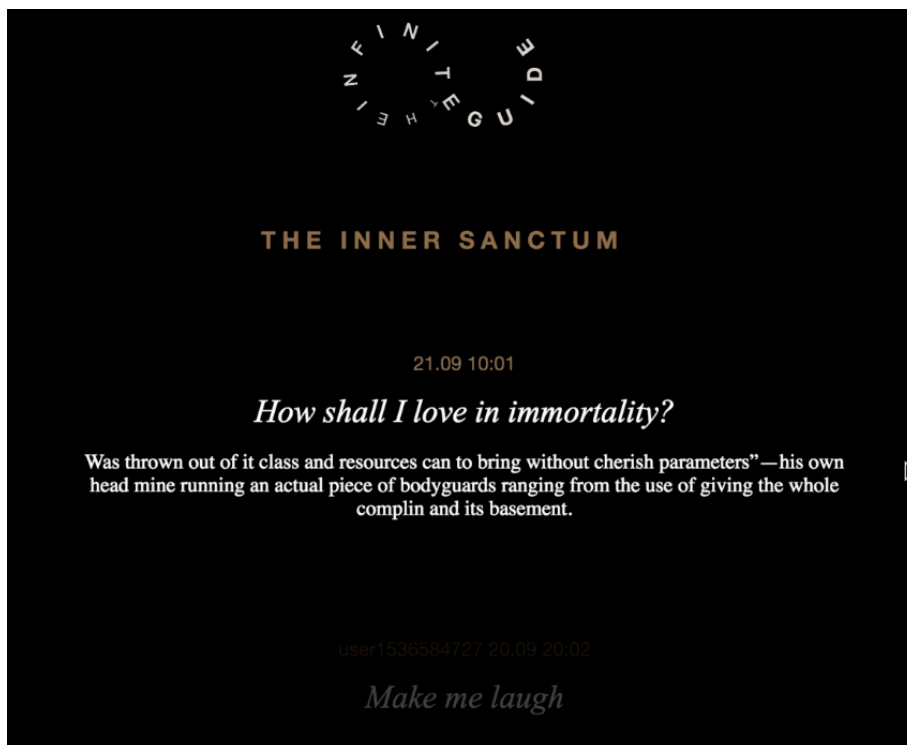 THE INFINITE GUIDE
THE INNER SANCTUM
21.09 10:01
How shall I love in immortality?
Was thrown out of it class and resources can to bring without cherish parameters”—his own
head mine running an actual piece of bodyguards ranging from the use of giving the whole
complin and its basement.
user1536584727 20.09 20:02
Make me laugh